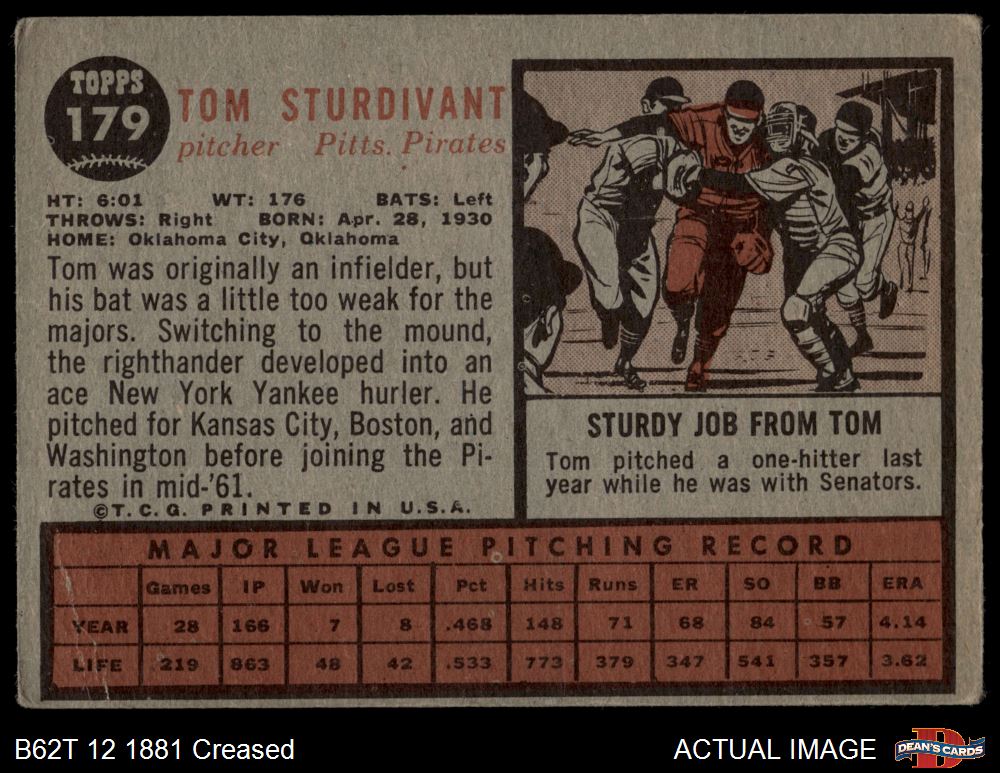 TOPPS
179
TOM STURDIVANT
pitcher Pitts. Pirates
HT: 6:01 WT: 176 BATS: Left
THROWS: Right BORN: Apr. 28, 1930
HOME: Oklahoma City, Oklahoma
Tom was originally an infielder, but
his bat was a little too weak for the
majors. Switching to the mound,
the righthander developed into an
ace New York Yankee hurler. He
pitched for Kansas City, Boston, and
Washington before joining the Pi-
rates in mid-'61.
©T.C.G. PRINTED IN U.S.A.
STURDY JOB FROM TOM
Tom pitched a one-hitter last
year while he was with Senators.
MAJOR LEAGUE PITCHING RECORD
Games IP Won Lost Pct Hits Runs ER SO BB ERA
YEAR 28 166 7 8 .468 148 71 68 84 57 4.14
LIFE 219 863 48 42 .533 773 379 347 541 357 3.62
B62T 12 1881 Creased
ACTUAL IMAGE
DEAN'S CARDS